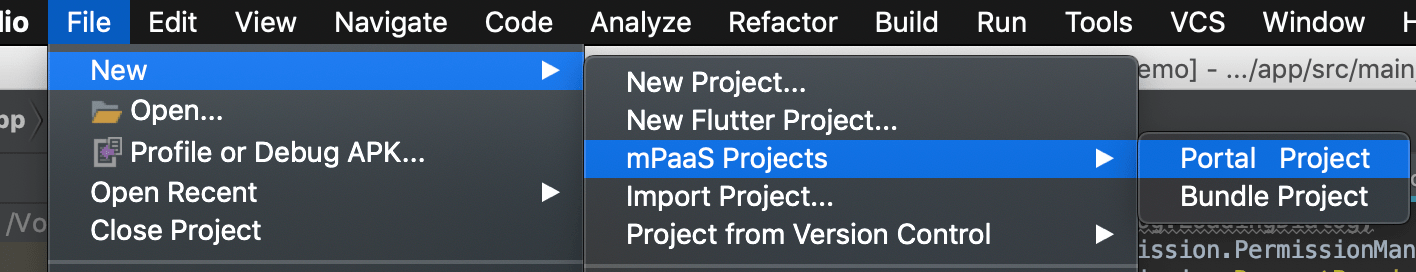 dio File Edit View Navigate Code Analyze Refactor Build Run Tools VCS Window H
New
Open...
Profile or Debug APK...
Open Recent
Close Project
New Project...
New Flutter Project...
mPaaS Projects
Import Project...
Project from Version Control
Portal Project
Bundle Project
emo] - .../app/src/main
pp
/Vo
ission.PermissionMan